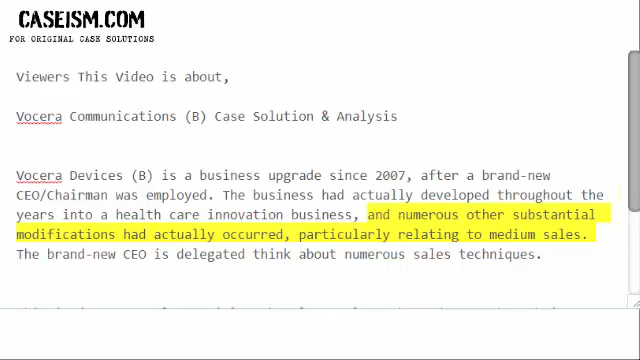 CASEISM.COM
FOR ORIGINAL CASE SOLUTIONS
Viewers This Video is about,
Vocera Communications (B) Case Solution & Analysis
Vocera Devices (B) is a business upgrade since 2007, after a brand-new
CEO/Chairman was employed. The business had actually developed throughout the
years into a health care innovation business, and numerous other substantial
modifications had actually occurred, particularly relating to medium sales.
The brand-new CEO is delegated think about numerous sales techniques.